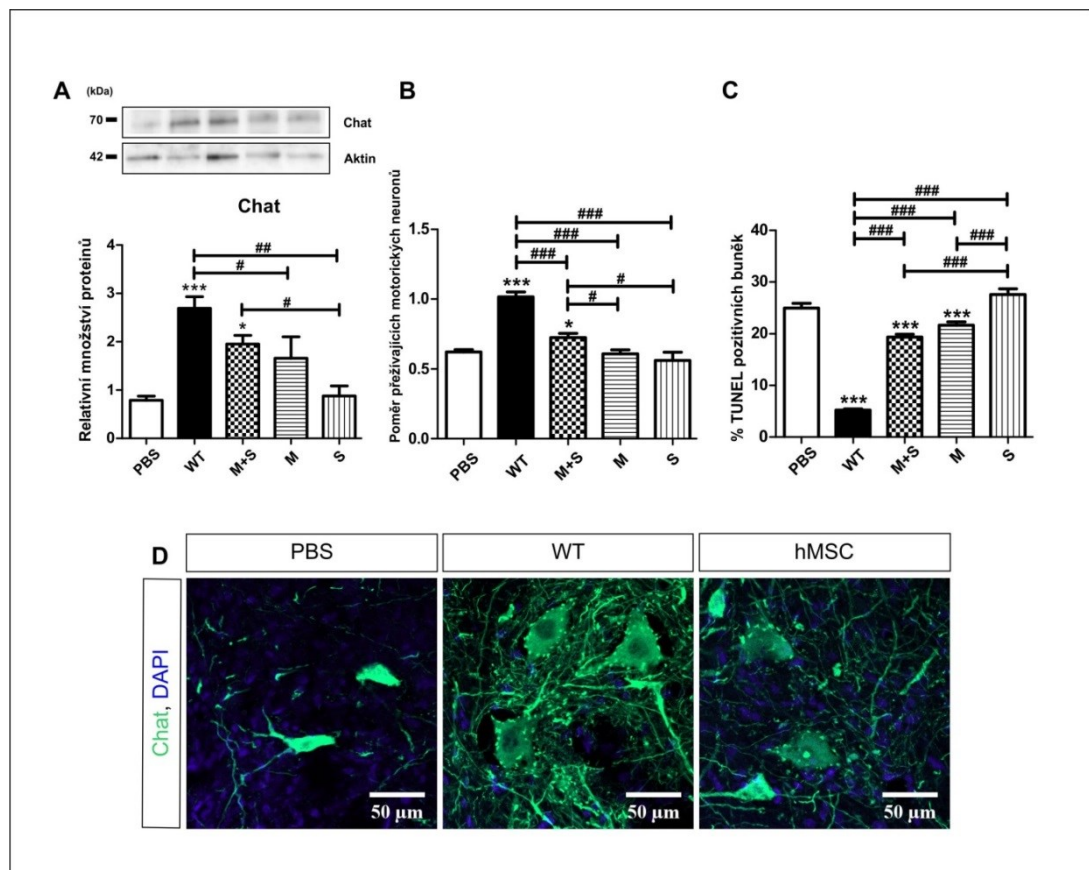 A
(kDa)
70
Chat
42
Aktin
Chat
Relativní množství proteinů
4
3
2
1
0
***
*
#
##
#
PBS
WT
M+S
M
S
B
Poměr přežívajících motorických neuronů
1.5
1.0
0.5
0.0
***
*
###
###
###
#
#
PBS
WT
M+S
M
S
C
% TUNEL pozitivních buněk
40
30
20
10
0
***
***
***
###
###
###
###
###
PBS
WT
M+S
M
S
D
PBS
WT
hMSC
Chat, DAPI
50 µm
50 µm
50 µm